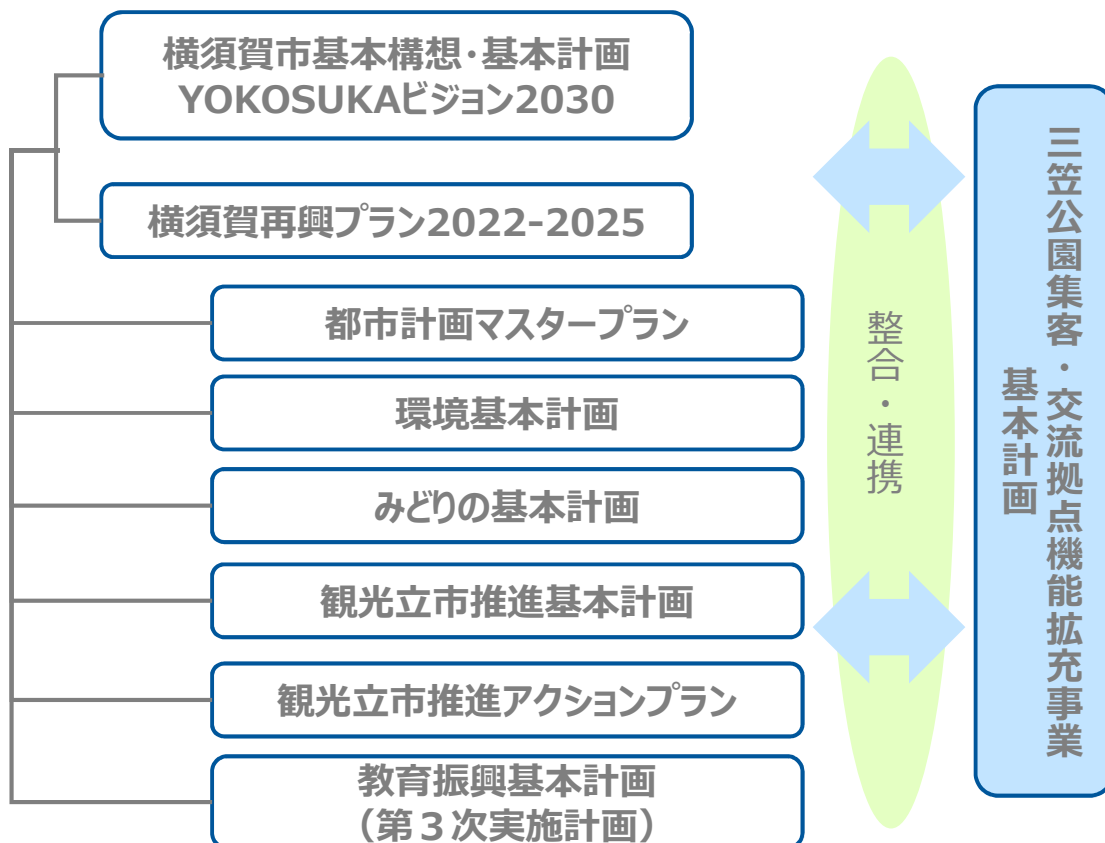 横須賀市基本構想・基本計画
YOKOSUKAビジョン2030
横須賀再興プラン2022-2025
都市計画マスタープラン
環境基本計画
みどりの基本計画
観光立市推進基本計画
観光立市推進アクションプラン
教育振興基本計画
（第３次実施計画）
整合・連携
三笠公園集客・交流拠点機能拡充事業
基本計画